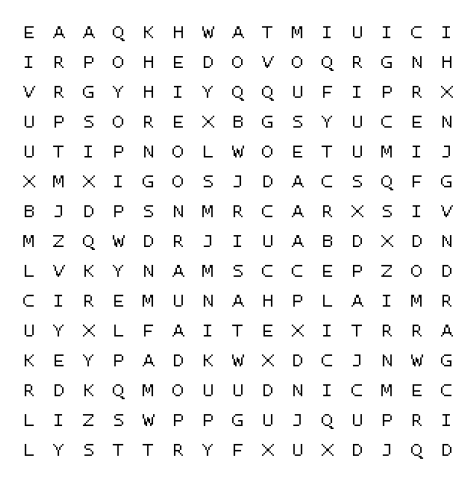 E A A Q K H W A T M I U I C I
I R P O H E D O V O Q R G N H
V R G Y H I Y Q Q U F I P R X
U P S O R E X B G S Y U C E N
U T I P N O L W O E T U M I J
X M X I G O S J D A C S Q F G
B J D P S N M R C A R X S I V
M Z Q W D R J I U A B D X D N
L V K Y N A M S C C E P Z O D
C I R E M U N A H P L A I M R
U Y X L F A I T E X I T R R A
K E Y P A D K W X D C J N W G
R D K Q M O U U D N I C M E C
L I Z S W P P G U J Q U P R I
L Y S T T R Y F X U X D J Q D